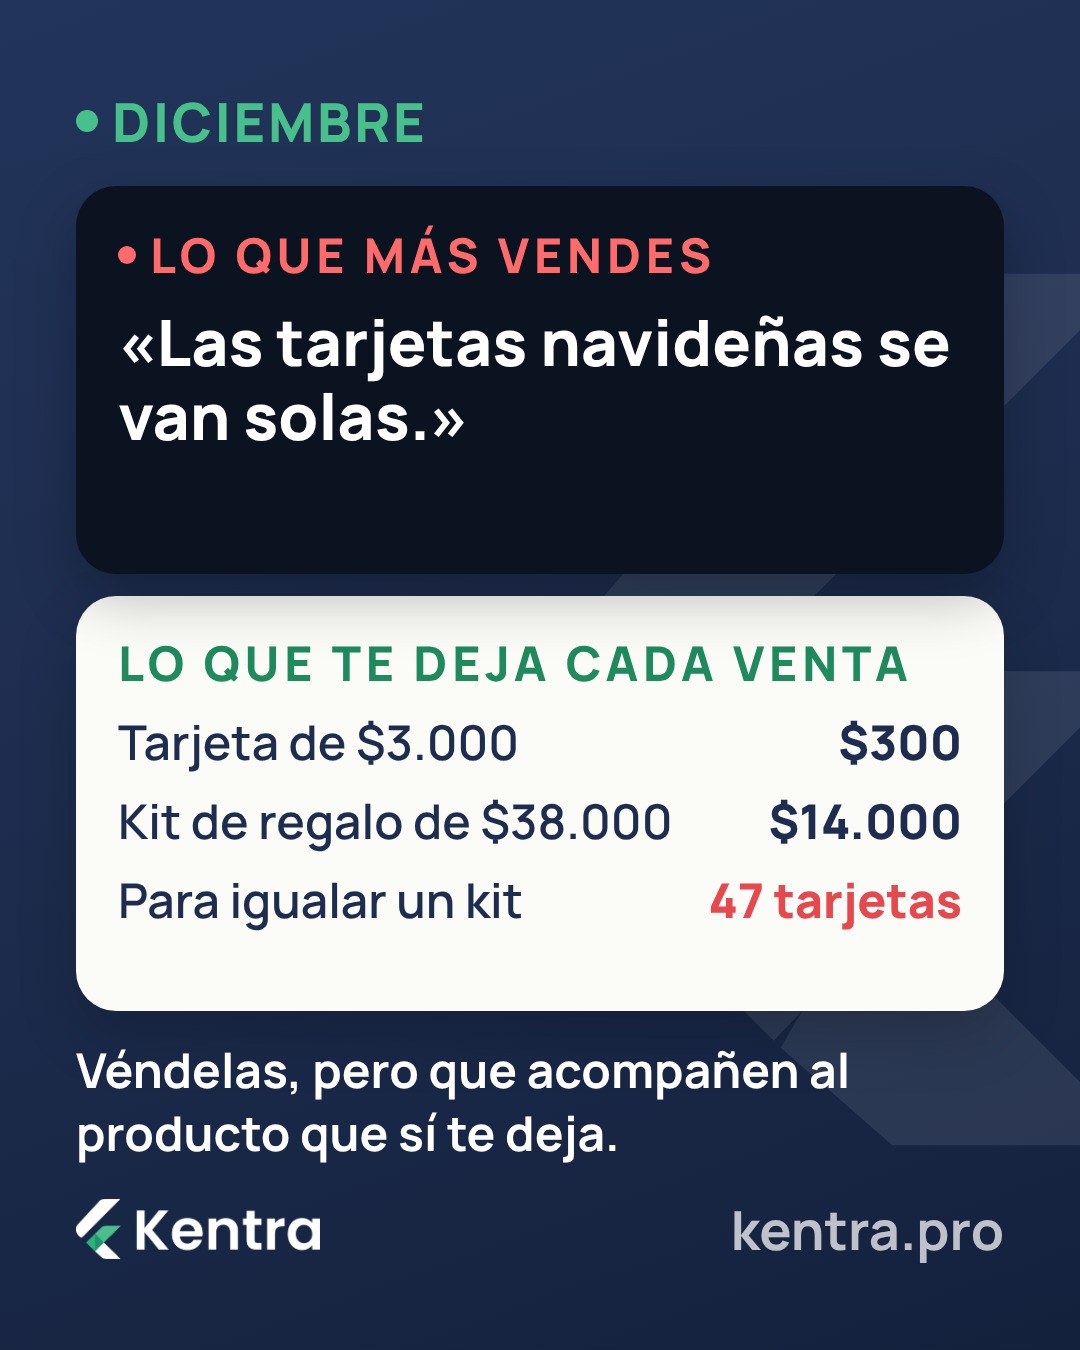 DICIEMBRE
LO QUE MÁS VENDES
«Las tarjetas navideñas se
van solas.»
LO QUE TE DEJA CADA VENTA
Tarjeta de $3.000 $300
Kit de regalo de $38.000 $14.000
Para igualar un kit 47 tarjetas
Véndelas, pero que acompañen al
producto que sí te deja.
Kentra kentra.pro